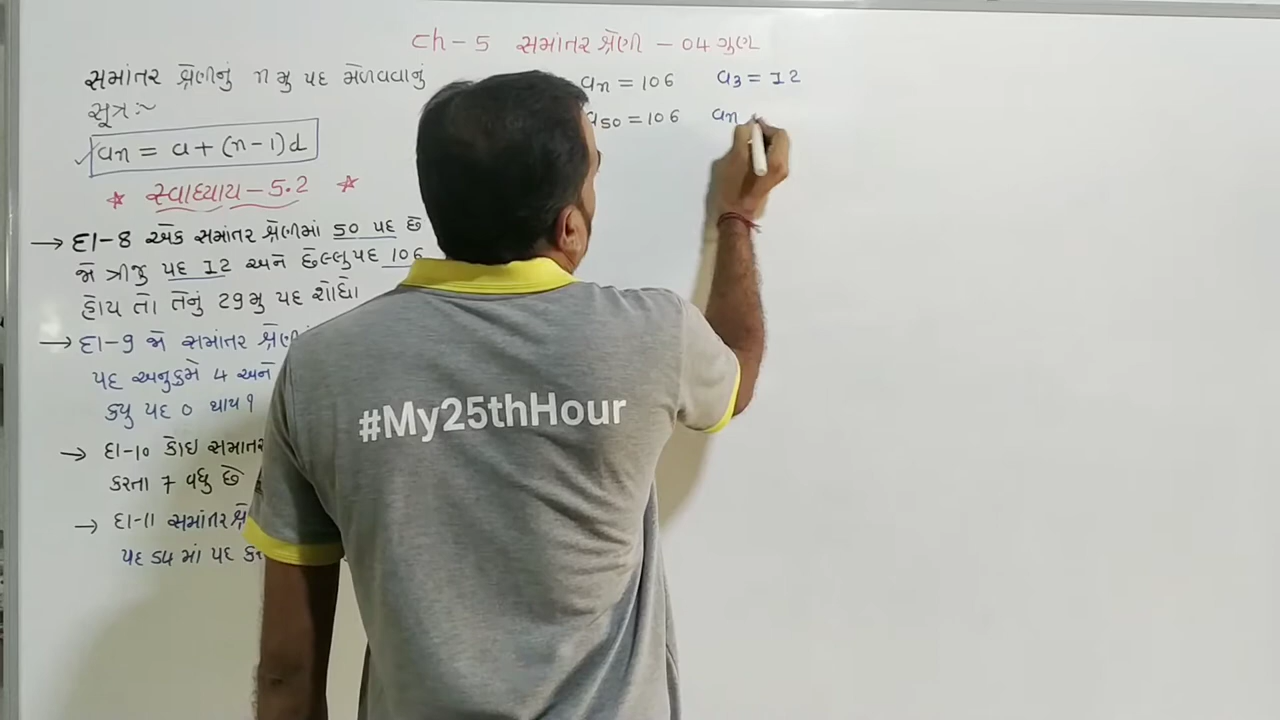 Ch - 5 સમાંતર શ્રેણી - 04 ગુણ
સમાંતર શ્રેણીનું n મુ પદ મેળવવાનું
સૂત્ર :~
an = a + (n-1)d
☆ સ્વાધ્યાય - 5.2 ☆
→ દા-8 એક સમાંતર શ્રેણીમાં 50 પદ છે
જો ત્રીજુ પદ 12 અને છેલ્લુ પદ 106
હોય તો તેનું 29મુ પદ શોધો
→ દા-9 જો સમાંતર
પદ અનુક્રમે 4 અને
કયુ પદ 0 થાય?
→ દા-10 કોઇ સમાંતર
કરતા 7 વધુ છે
→ દા-11 સમાંતર
પદ 54 માં પદ
an = 106 a3 = 12
a50 = 106 an
#My25thHour